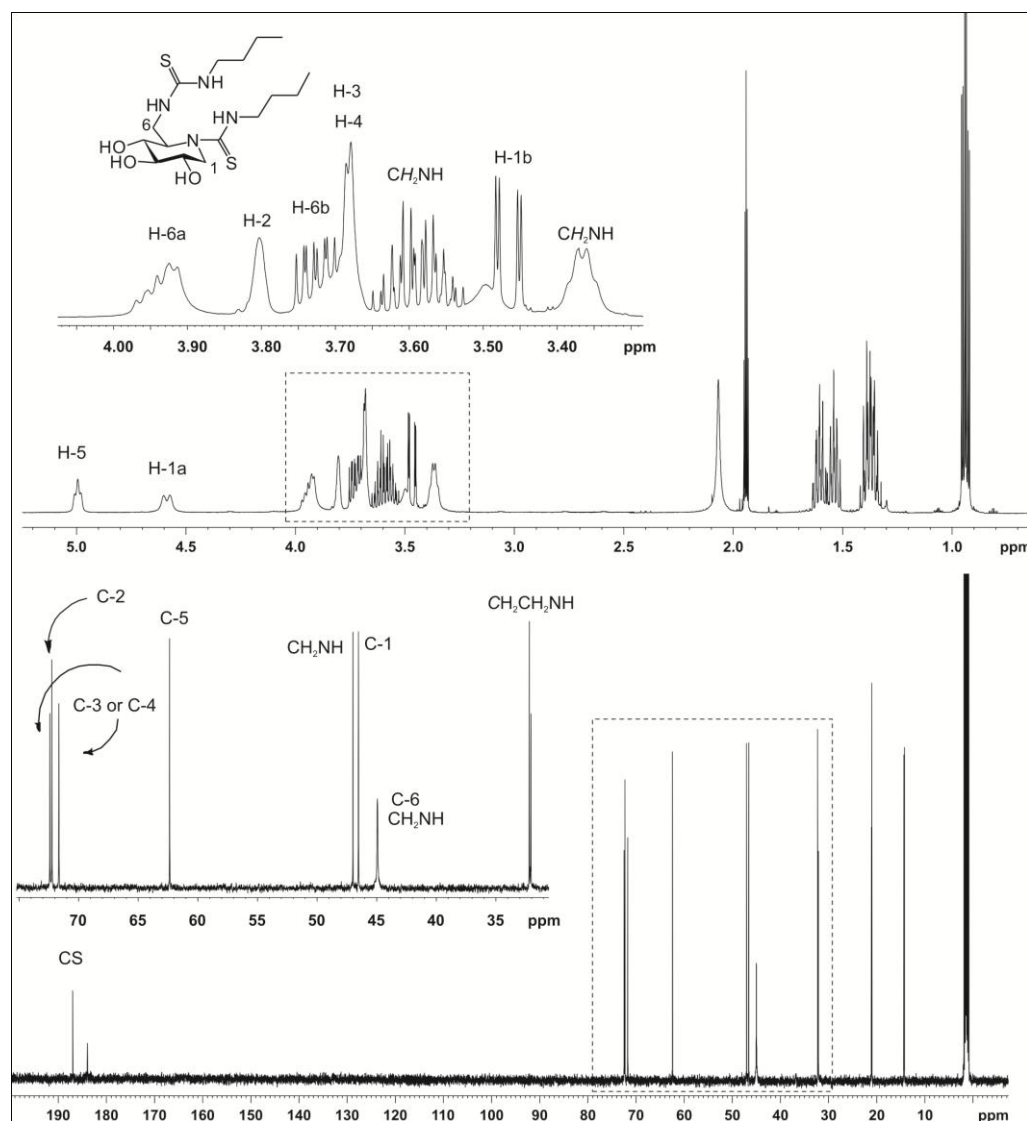 S
N
H
HN
6
N
N
H
HO
HO
S
1
OH
H-3
H-4
H-1b
CH₂NH
H-6b
H-2
H-6a
CH₂NH
4.00 3.90 3.80 3.70 3.60 3.50 3.40 ppm
H-5
H-1a
5.0 4.5 4.0 3.5 3.0 2.5 2.0 1.5 1.0 ppm
C-2
C-5
CH₂CH₂NH
CH₂NH
C-1
C-3 or C-4
C-6
CH₂NH
70 65 60 55 50 45 40 35 ppm
CS
190 180 170 160 150 140 130 120 110 100 90 80 70 60 50 40 30 20 10 ppm